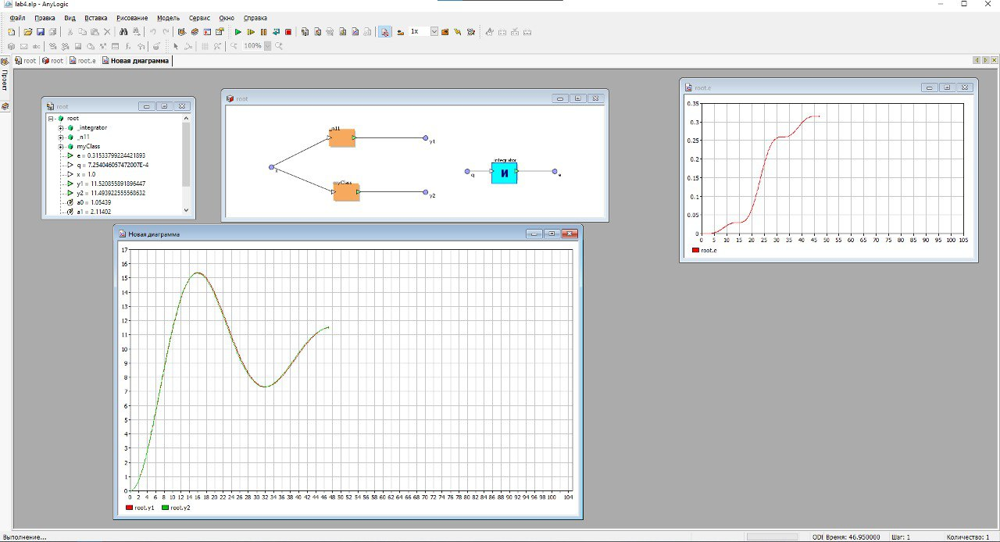 lab4.alp - AnyLogic
Файл Правка Вид Вставка Рисование Модель Сервис Окно Справка
1x
100%
root root root.e Новая диаграмма
Проект
root
root
_integrator
_n11
myClass
e = 0.31533799224421893
q = 7.254046057472007E-4
x = 1.0
y1 = 11.520855891896447
y2 = 11.493922555568632
a0 = 1.05439
a1 = 2.11402
root
_n11
y1
myClass
y2
integrator
И
q
e
root.e
0.35
0.3
0.25
0.2
0.15
0.1
0.05
0
0 5 10 15 20 25 30 35 40 45 50 55 60 65 70 75 80 85 90 95 100 105
root.e
Новая диаграмма
17
16
15
14
13
12
11
10
9
8
7
6
5
4
3
2
1
0
0 2 4 6 8 10 12 14 16 18 20 22 24 26 28 30 32 34 36 38 40 42 44 46 48 50 52 54 56 58 60 62 64 66 68 70 72 74 76 78 80 82 84 86 88 90 92 94 96 98 100 104
root.y1 root.y2
Выполнение... ODE Время: 46.950000 Шаг: 1 Количество: 1